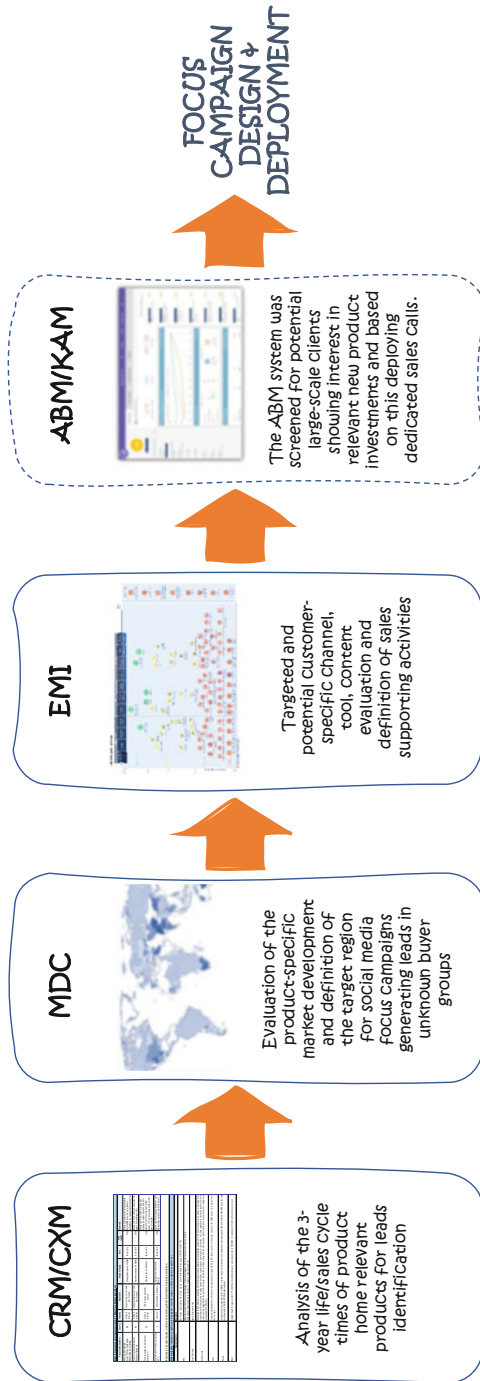 CRM/CXM
Analysis of the 3-
year life/sales cycle
times of product
home relevant
products for leads
identification
MDC
Evaluation of the
product-specific
market development
and definition of
the target region
for social media
focus campaigns
generating leads in
unknown buyer
groups
EMI
Targeted and
potential customer-
specific channel,
tool, content
evaluation and
definition of sales
supporting activities
ABM/KAM
The ABM system was
screened for potential
large-scale clients
showing interest in
relevant new product
investments and based
on this deploying
dedicated sales calls.
FOCUS
CAMPAIGN
DESIGN &
DEPLOYMENT